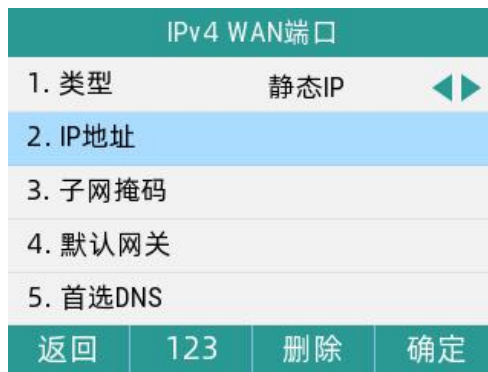 IPv4 WAN端口
1. 类型 静态IP
2. IP地址
3. 子网掩码
4. 默认网关
5. 首选DNS
返回 123 删除 确定